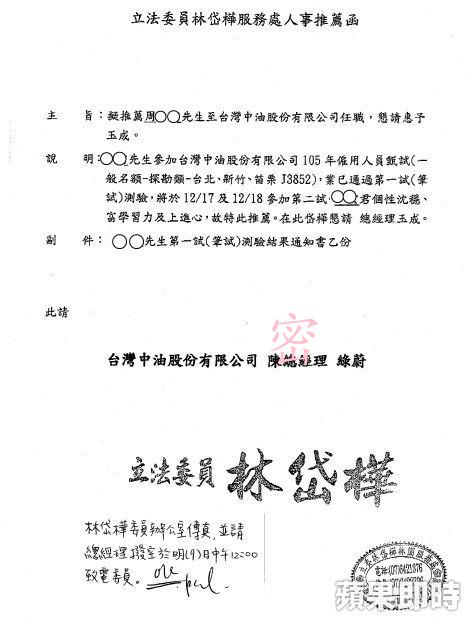 立法委員林岱樺服務處人事推薦函
主 旨：擬推薦周○○先生至台灣中油股份有限公司任職，懇請惠予
玉成。
說 明：○○先生參加台灣中油股份有限公司105年僱用人員甄試(一
般名額-探勘類-台北、新竹、苗栗 J3852)，業已通過第一試(筆
試)測驗，將於12/17及12/18參加第二試，○○君個性沈穩、
富學習力及上進心，故特此推薦。在此岱樺懇請 總經理玉成。
副 件：○○先生第一試(筆試)測驗結果通知書乙份
此請
密
台灣中油股份有限公司 陳總經理 綠蔚
立法委員 林岱樺
林岱樺委員辦公室傳真，並請
總經理撥空於明(9)日中午12:00
致電委員。
蘋果即時